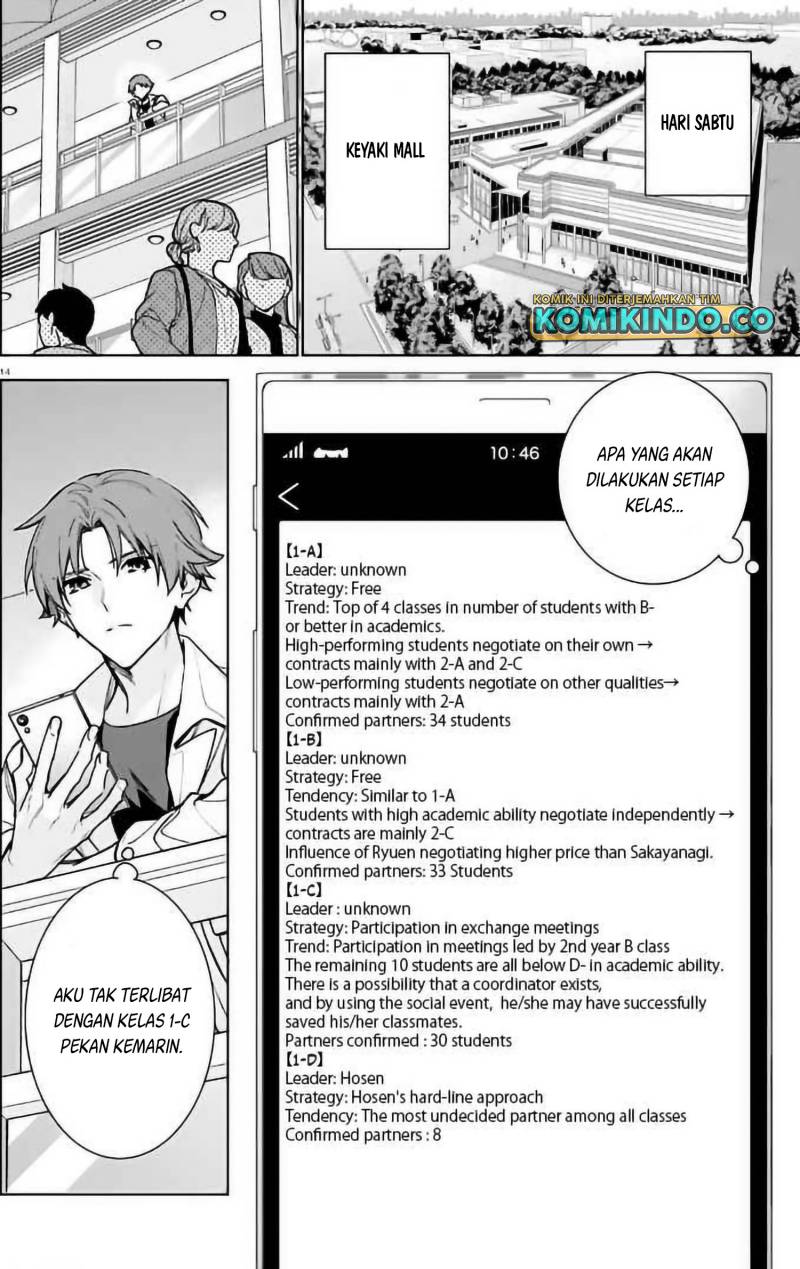 KEYAKI MALL
HARI SABTU
KOMIK INI DITERJEMAHKAN TIM
KOMIKINDO.CO
14
10:46
APA YANG AKAN
DILAKUKAN SETIAP
KELAS...
【1-A】
Leader: unknown
Strategy: Free
Trend: Top of 4 classes in number of students with B-
or better in academics.
High-performing students negotiate on their own →
contracts mainly with 2-A and 2-C
Low-performing students negotiate on other qualities→
contracts mainly with 2-A
Confirmed partners: 34 students
【1-B】
Leader: unknown
Strategy: Free
Tendency: Similar to 1-A
Students with high academic ability negotiate independently →
contracts are mainly 2-C
Influence of Ryuen negotiating higher price than Sakayanagi.
Confirmed partners: 33 Students
【1-C】
Leader : unknown
Strategy: Participation in exchange meetings
Trend: Participation in meetings led by 2nd year B class
The remaining 10 students are all below D- in academic ability.
There is a possibility that a coordinator exists,
and by using the social event, he/she may have successfully
saved his/her classmates.
Partners confirmed : 30 students
【1-D】
Leader: Hosen
Strategy: Hosen's hard-line approach
Tendency: The most undecided partner among all classes
Confirmed partners : 8
AKU TAK TERLIBAT
DENGAN KELAS 1-C
PEKAN KEMARIN.